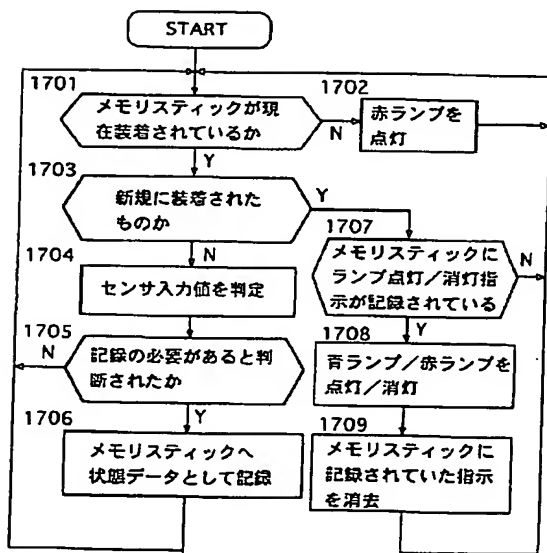 START
1701
メモリスティックが現
在装着されているか
N
Y
1702
赤ランプを
点灯
1703
新規に装着された
ものか
Y
N
1704
センサ入力値を判定
1705
N
記録の必要があると判
断されたか
Y
1706
メモリスティックへ
状態データとして記録
1707
メモリスティックに
ランプ点灯/消灯指
示が記録されている
N
Y
1708
青ランプ/赤ランプを
点灯/消灯
1709
メモリスティックに
記録されていた指示
を消去